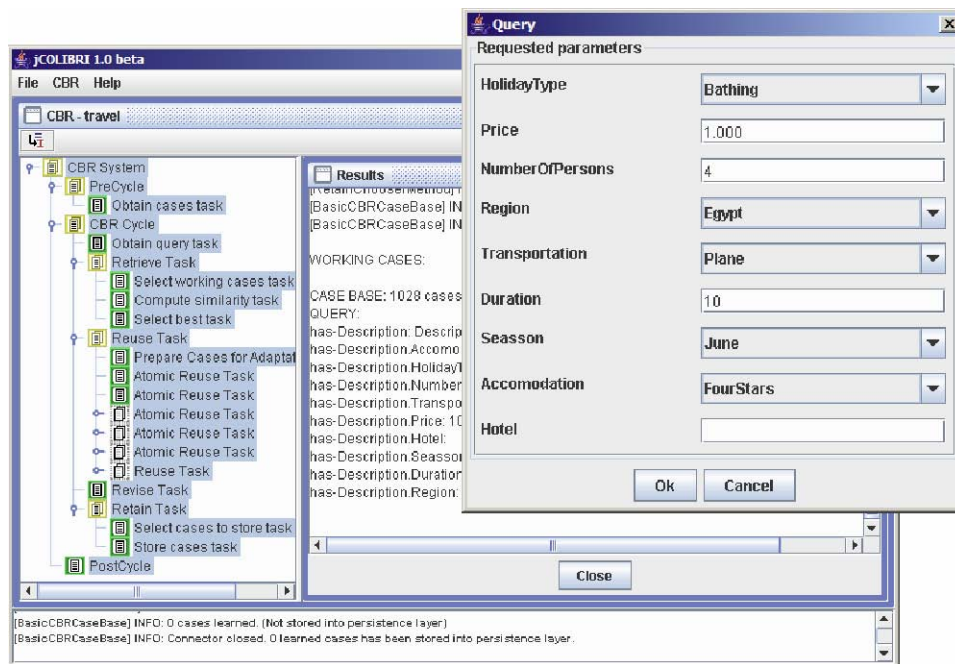 jCOLIBRI 1.0 beta
File CBR Help
CBR - travel
CBR System
PreCycle
Obtain cases task
CBR Cycle
Obtain query task
Retrieve Task
Select working cases task
Compute similarity task
Select best task
Reuse Task
Prepare Cases for Adaptat
Atomic Reuse Task
Atomic Reuse Task
Atomic Reuse Task
Atomic Reuse Task
Atomic Reuse Task
Reuse Task
Revise Task
Retain Task
Select cases to store task
Store cases task
PostCycle
Results
[BasicCBRCaseBase] IN
[BasicCBRCaseBase] IN
WORKING CASES:
CASE BASE: 1028 cases
QUERY:
has-Description: Descrip
has-Description.Accomo
has-Description.HolidayT
has-Description.Number
has-Description.Transpo
has-Description.Price: 10
has-Description.Hotel:
has-Description.Seasson
has-Description.Duration
has-Description.Region:
Close
Query
Requested parameters
HolidayType Bathing
Price 1.000
NumberOfPersons 4
Region Egypt
Transportation Plane
Duration 10
Seasson June
Accomodation FourStars
Hotel
Ok Cancel
[BasicCBRCaseBase] INFO: 0 cases learned. (Not stored into persistence layer)
[BasicCBRCaseBase] INFO: Connector closed. 0 learned cases has been stored into persistence layer.